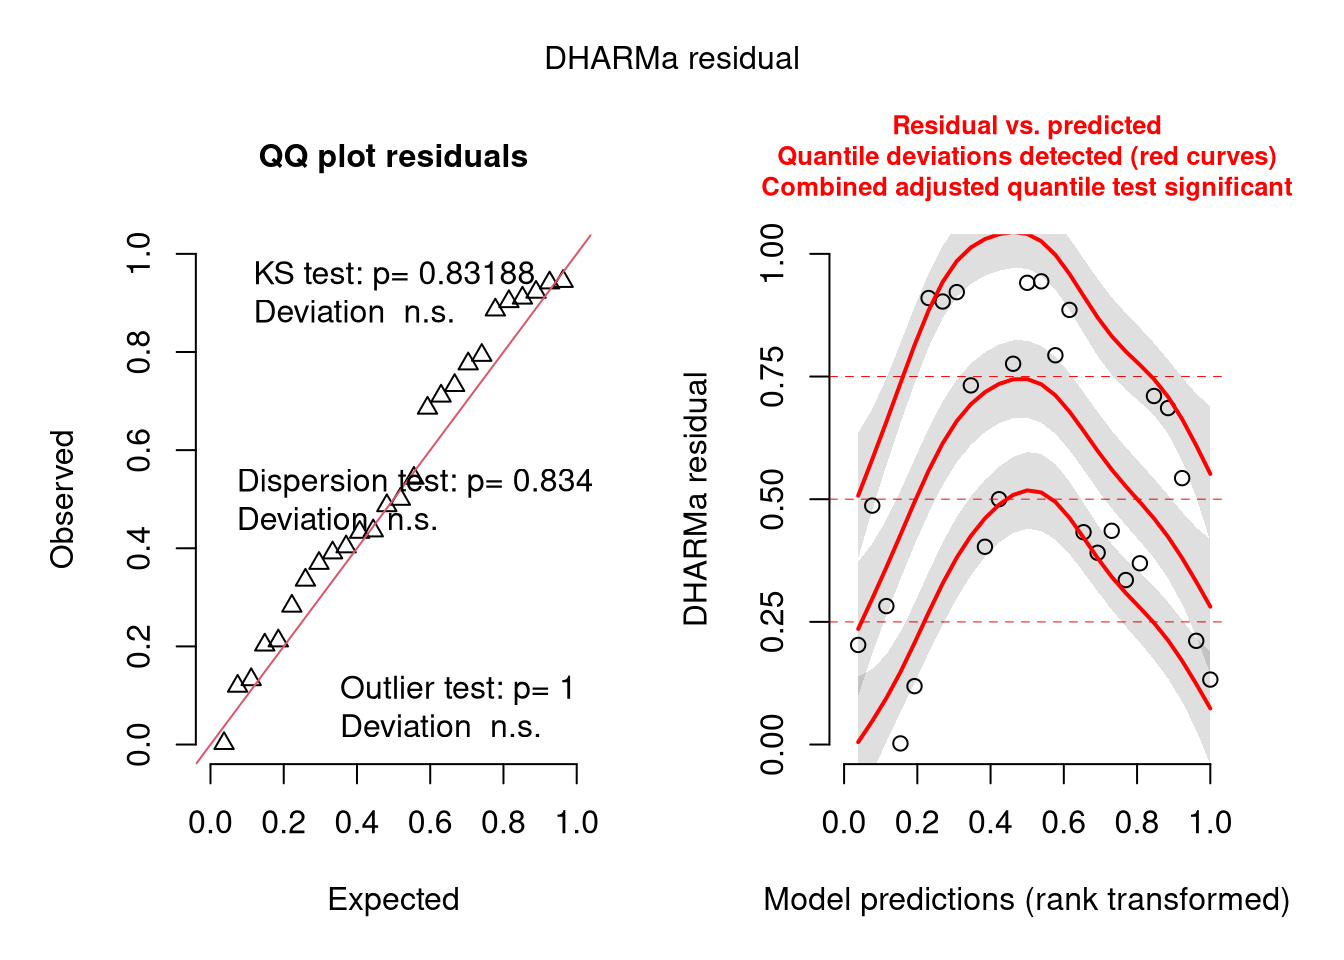 DHARMa residual
QQ plot residuals
KS test: p= 0.83188
Deviation  n.s.
Dispersion test: p= 0.834
Deviation  n.s.
Outlier test: p= 1
Deviation  n.s.
Observed
0.0
0.2
0.4
0.6
0.8
1.0
0.0 0.2 0.4 0.6 0.8 1.0
Expected
Residual vs. predicted
Quantile deviations detected (red curves)
Combined adjusted quantile test significant
DHARMa residual
0.00
0.25
0.50
0.75
1.00
0.0 0.2 0.4 0.6 0.8 1.0
Model predictions (rank transformed)